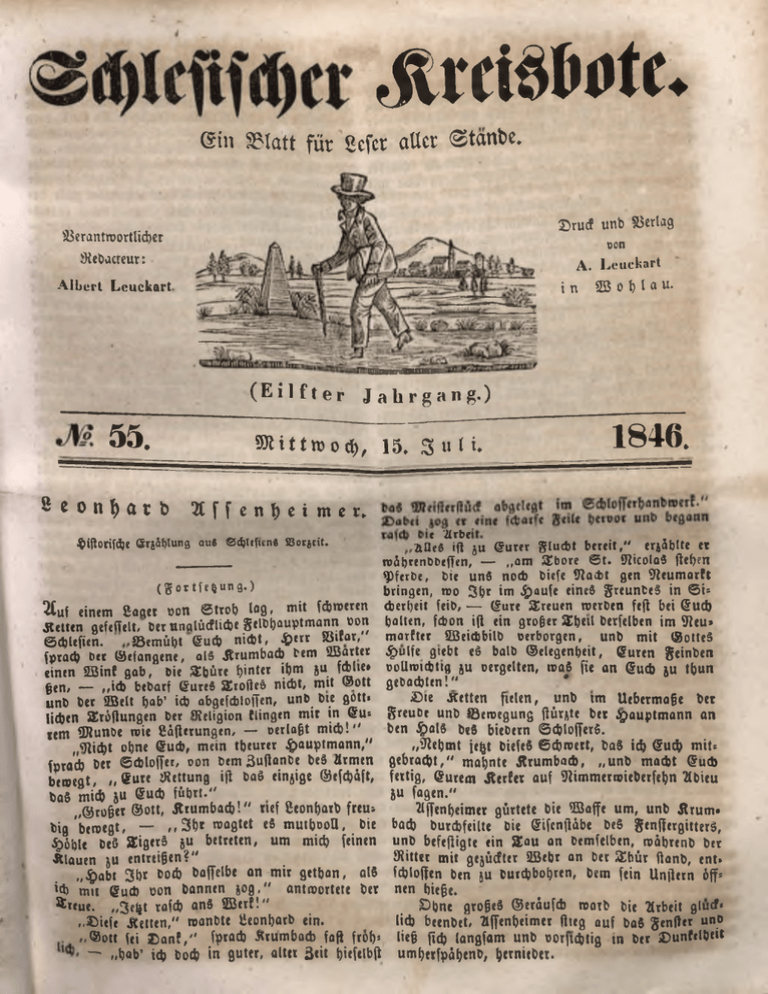 Schlesischer Kreisbote.
Ein Blatt für Leser aller Stände.
Verantwortlicher
Redacteur:
Albert Leuckart.
Druck und Verlag
von
A. Leuckart
in Wohlau.
(Eilfter Jahrgang.)
№. 55.
Mittwoch, 15. Juli.
1846.
Leonhard Assenheimer.
Historische Erzählung aus Schlesiens Vorzeit.
(Fortsetzung.)
Auf einem Lager von Stroh lag, mit schweren
Ketten gefesselt, der unglückliche Feldhauptmann von
Schlesien. „Bemüht Euch nicht, Herr Vikar,“
sprach der Gefangene, als Krumbach dem Wärter
einen Wink gab, die Thüre hinter ihm zu schlie-
ßen, — „ich bedarf Eures Trostes nicht, mit Gott
und der Welt hab' ich abgeschlossen, und die gött-
lichen Tröstungen der Religion klingen mir in Eu-
rem Munde wie Lästerungen, — verlaßt mich!“
„Nicht ohne Euch, mein theurer Hauptmann,“
sprach der Schlosser, von dem Zustande des Armen
bewegt, „Eure Rettung ist das einzige Geschäft,
das mich zu Euch führt.“
„Großer Gott, Krumbach!“ rief Leonhard freu-
dig bewegt, — „Ihr wagtet es muthvoll, die
Höhle des Tigers zu betreten, um mich seinen
Klauen zu entreißen?“
„Habt Ihr doch dasselbe an mir gethan, als
ich mit Euch von dannen zog,“ antwortete der
Treue. „Jetzt rasch ans Werk!“
„Diese Ketten,“ wandte Leonhard ein.
„Gott sei Dank,“ sprach Krumbach fast fröh-
lich, — „hab' ich doch in guter, alter Zeit hieselbst
das Meisterstück abgelegt im Schlosserhandwerk.“
Dabei zog er eine scharfe Feile hervor und begann
rasch die Arbeit.
„Alles ist zu Eurer Flucht bereit,“ erzählte er
währenddessen, — „am Thore St. Nicolas stehen
Pferde, die uns noch diese Nacht gen Neumarkt
bringen, wo Ihr im Hause eines Freundes in Si-
cherheit seid, — Eure Treuen werden fest bei Euch
halten, schon ist ein großer Theil derselben im Neu-
markter Weichbild verborgen, und mit Gottes
Hülfe giebt es bald Gelegenheit, Euren Feinden
vollwichtig zu vergelten, was sie an Euch zu thun
gedachten!“
Die Ketten fielen, und im Uebermaße der
Freude und Bewegung stürzte der Hauptmann an
den Hals des biedern Schlossers.
„Nehmt jetzt dieses Schwert, das ich Euch mit-
gebracht,“ mahnte Krumbach, „und macht Euch
fertig, Eurem Kerker auf Nimmerwiedersehn Adieu
zu sagen.“
Assenheimer gürtete die Waffe um, und Krum-
bach durchfeilte die Eisenstäbe des Fenstergitters,
und befestigte ein Tau an demselben, während der
Ritter mit gezückter Wehr an der Thür stand, ent-
schlossen den zu durchbohren, dem sein Unstern öff-
nen hieße.
Ohne großes Geräusch ward die Arbeit glück-
lich beendet, Assenheimer stieg auf das Fenster und
ließ sich langsam und vorsichtig in der Dunkelheit
umherspähend, hernieder.